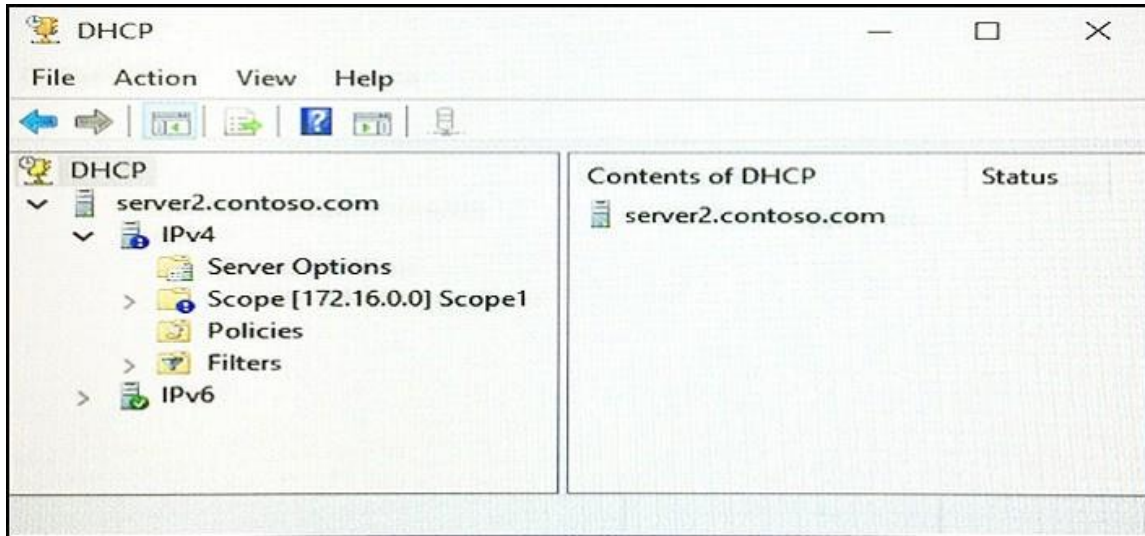 DHCP
File Action View Help
DHCP
server2.contoso.com
IPv4
Server Options
Scope [172.16.0.0] Scope1
Policies
Filters
IPv6
Contents of DHCP Status
server2.contoso.com